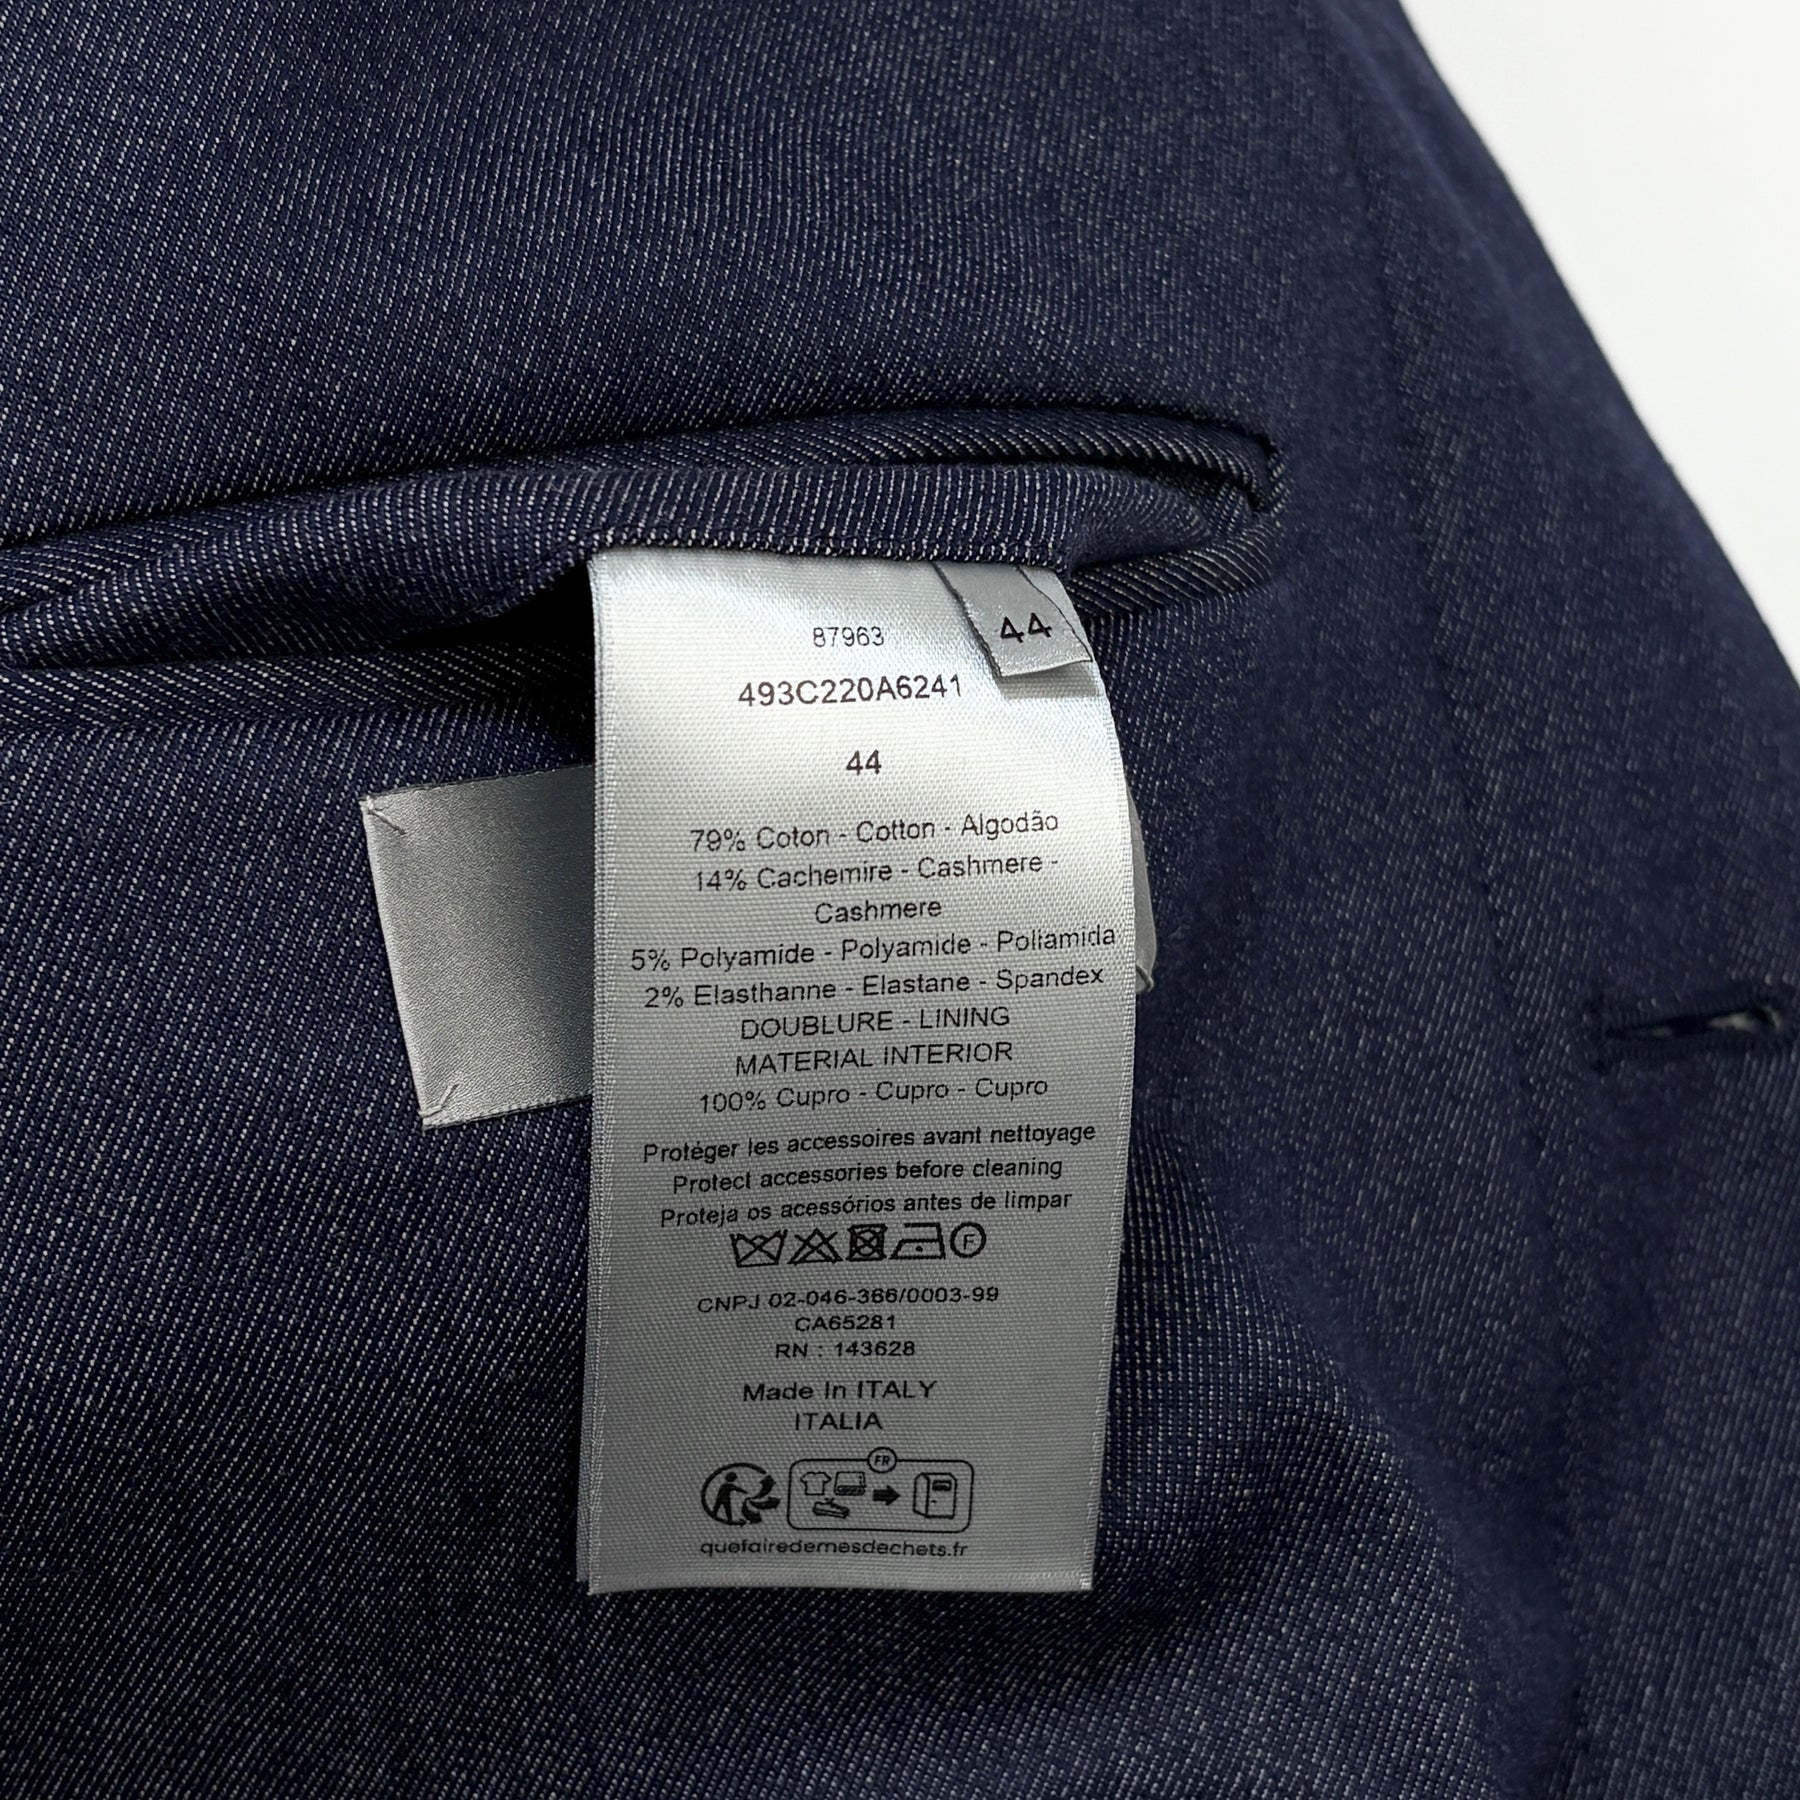 44
87963
493C220A6241
44
79% Coton - Cotton - Algodão
14% Cachemire - Cashmere -
Cashmere
5% Polyamide - Polyamide - Poliamida
2% Elasthanne - Elastane - Spandex
DOUBLURE - LINING
MATERIAL INTERIOR
100% Cupro - Cupro - Cupro
Protéger les accessoires avant nettoyage
Protect accessories before cleaning
Proteja os acessórios antes de limpar
F
CNPJ 02-046-366/0003-99
CA65281
RN : 143628
Made In ITALY
ITALIA
FR
quefairedemesdechets.fr